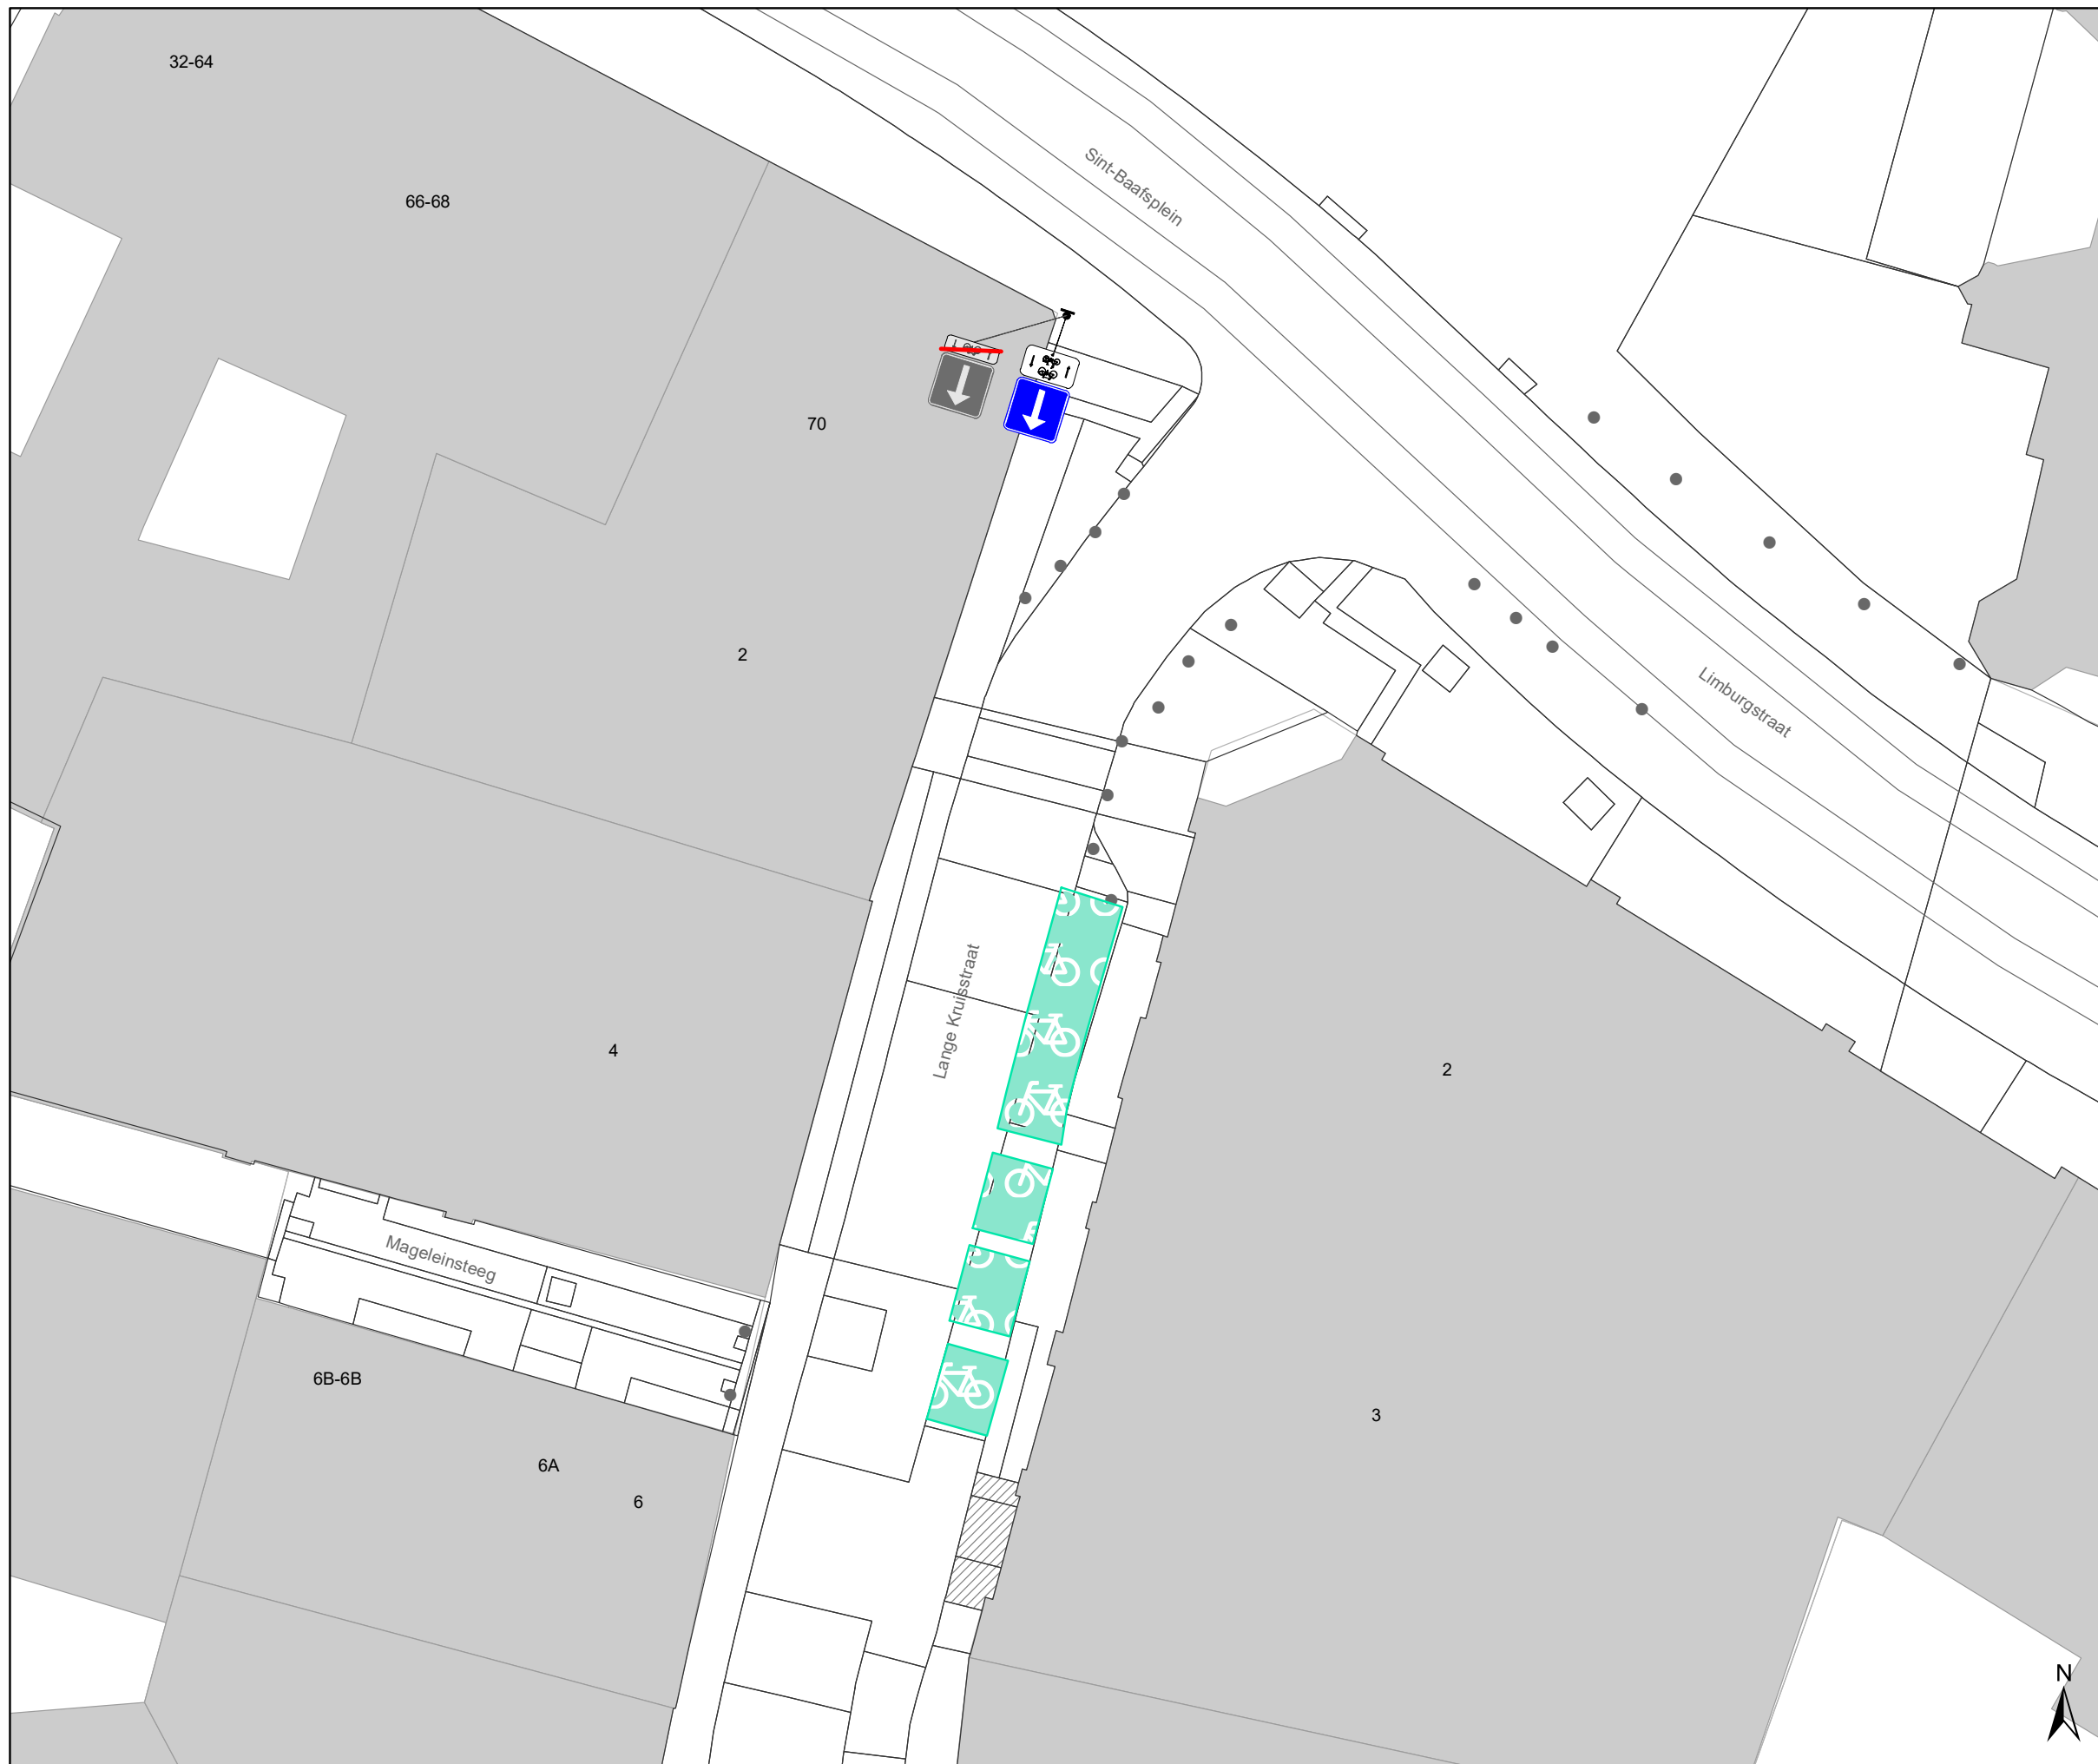 32-64
66-68
Sint-Baafsplein
70
2
Limburgstraat
Lange Kruisstraat
4
2
Mageleinsteeg
6B-6B
3
6A
6
N